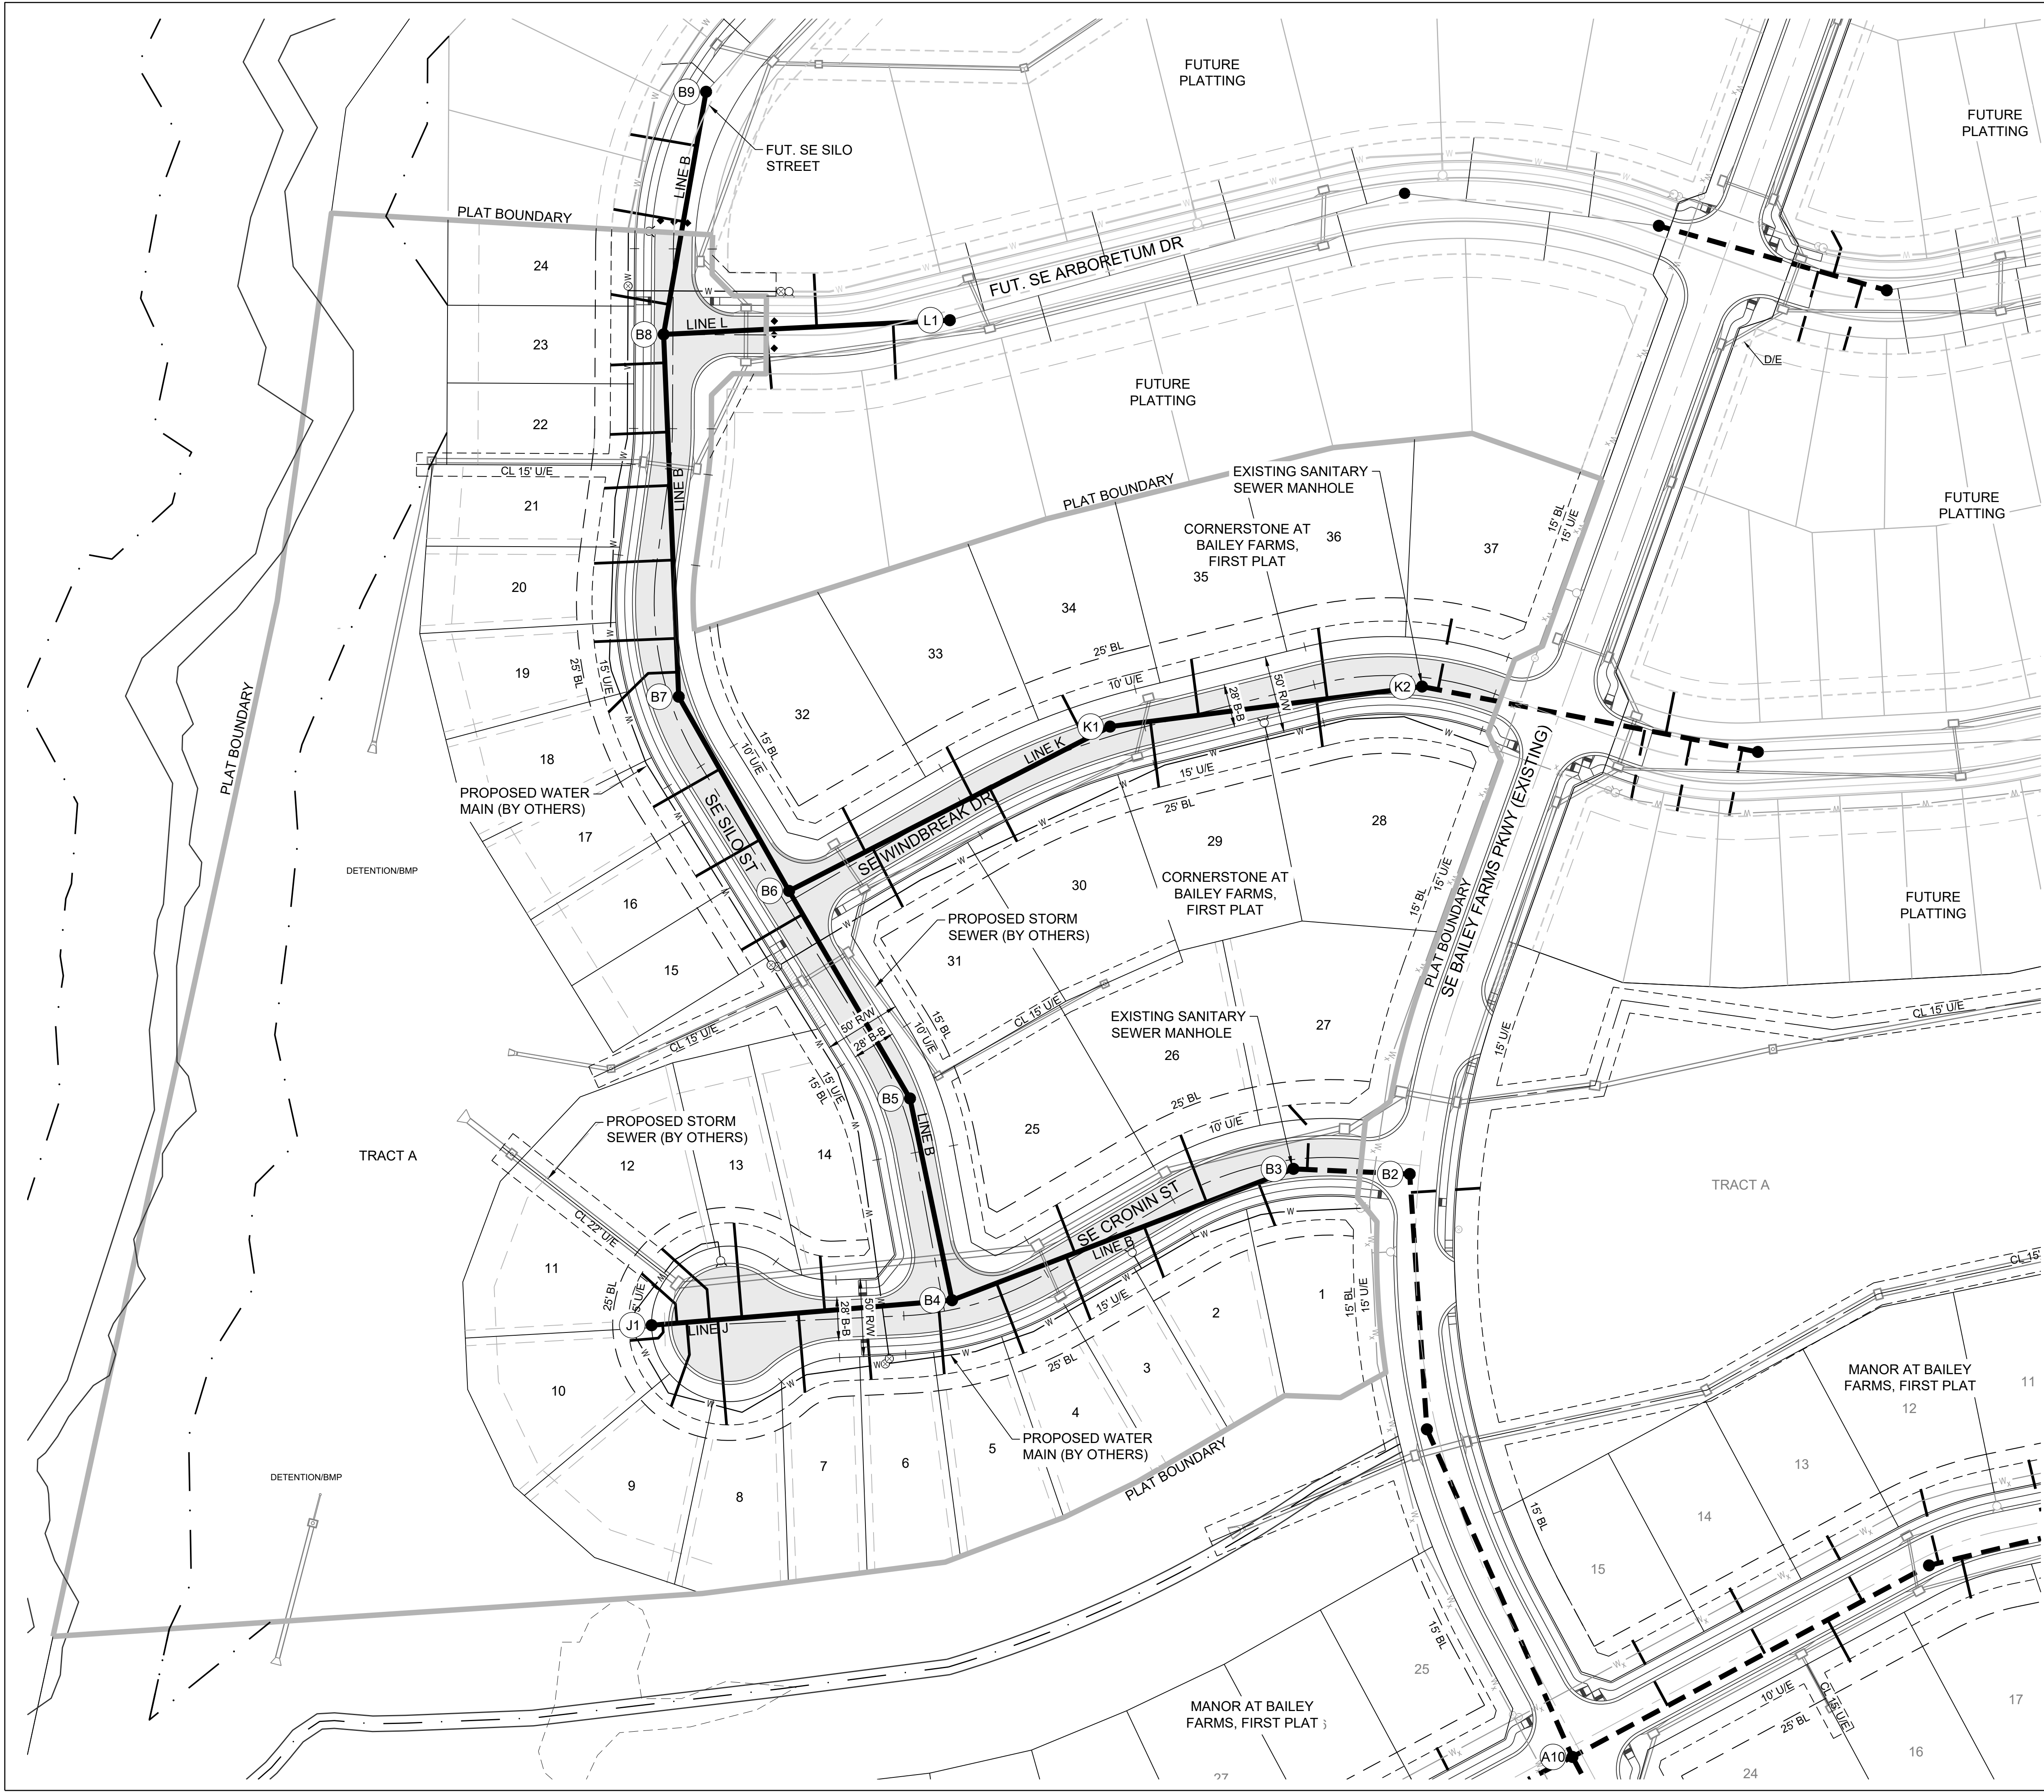 B9
FUT. SE SILO
STREET
LINE B
FUTURE
PLATTING
FUTURE
PLATTING
PLAT BOUNDARY
24
23
22
CL 15' U/E
21
20
19
18
17
16
15
B8
LINE L
L1
FUT. SE ARBORETUM DR
LINE B
FUTURE
PLATTING
D/E
PLAT BOUNDARY
EXISTING SANITARY
SEWER MANHOLE
CORNERSTONE AT
BAILEY FARMS,
FIRST PLAT
36
35
37
34
33
32
15' BL
15' U/E
FUTURE
PLATTING
25' BL
15' U/E
B7
25' BL
10' U/E
28' B-B
50' R/W
K1
K2
LINE K
15' BL
10' U/E
PLAT BOUNDARY
PROPOSED WATER
MAIN (BY OTHERS)
SE SILO ST
SE WINDBREAK DR
15' U/E
25' BL
28
29
30
CORNERSTONE AT
BAILEY FARMS,
FIRST PLAT
B6
DETENTION/BMP
PROPOSED STORM
SEWER (BY OTHERS)
31
15' BL
15' U/E
PLAT BOUNDARY
SE BAILEY FARMS PKWY (EXISTING)
FUTURE
PLATTING
CL 15' U/E
50' R/W
28' B-B
15' BL
10' U/E
CL 15' U/E
EXISTING SANITARY
SEWER MANHOLE
26
27
15' U/E
CL 15' U/E
15' U/E
15' BL
B5
LINE B
25' BL
10' U/E
25
PROPOSED STORM
SEWER (BY OTHERS)
12
13
14
TRACT A
CL 22' U/E
B3
B2
TRACT A
SE CRONIN ST
LINE B
11
25' BL
J1
LINE J
28' B-B
50' R/W
B4
15' U/E
25' BL
1
2
3
4
5
6
7
8
9
10
15' BL
15' U/E
CL 15'
PROPOSED WATER
MAIN (BY OTHERS)
PLAT BOUNDARY
MANOR AT BAILEY
FARMS, FIRST PLAT
11
12
13
14
15
15' BL
DETENTION/BMP
15' BL
25
MANOR AT BAILEY
FARMS, FIRST PLAT
A10
10' U/E
25' BL
CL 15' U/E
17
16
24
27